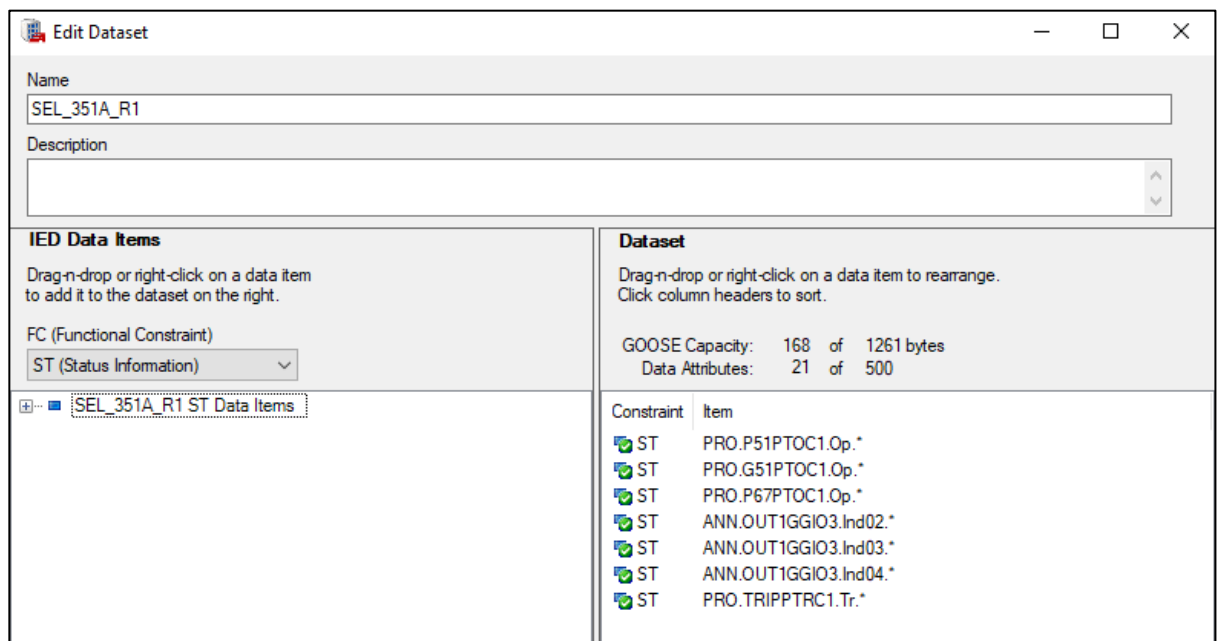 Edit Dataset
Name
SEL_351A_R1
Description
IED Data Items
Drag-n-drop or right-click on a data item
to add it to the dataset on the right.
FC (Functional Constraint)
ST (Status Information)
SEL_351A_R1 ST Data Items
Dataset
Drag-n-drop or right-click on a data item to rearrange.
Click column headers to sort.
GOOSE Capacity: 168 of 1261 bytes
Data Attributes: 21 of 500
Constraint Item
ST PRO.P51PTOC1.Op.*
ST PRO.G51PTOC1.Op.*
ST PRO.P67PTOC1.Op.*
ST ANN.OUT1GGIO3.Ind02.*
ST ANN.OUT1GGIO3.Ind03.*
ST ANN.OUT1GGIO3.Ind04.*
ST PRO.TRIPPTRC1.Tr.*